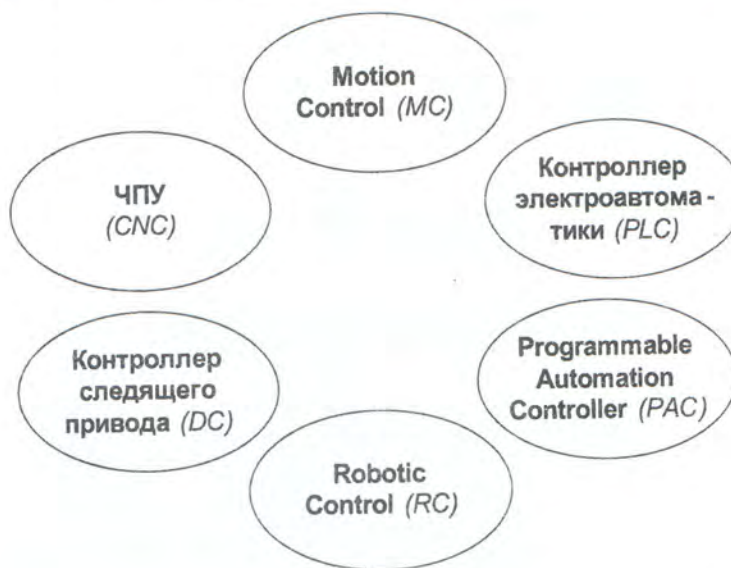 Motion
Control (MC)
ЧПУ
(CNC)
Контроллер
электроавтома-
тики (PLC)
Контроллер
следящего
привода (DC)
Programmable
Automation
Controller (PAC)
Robotic
Control (RC)